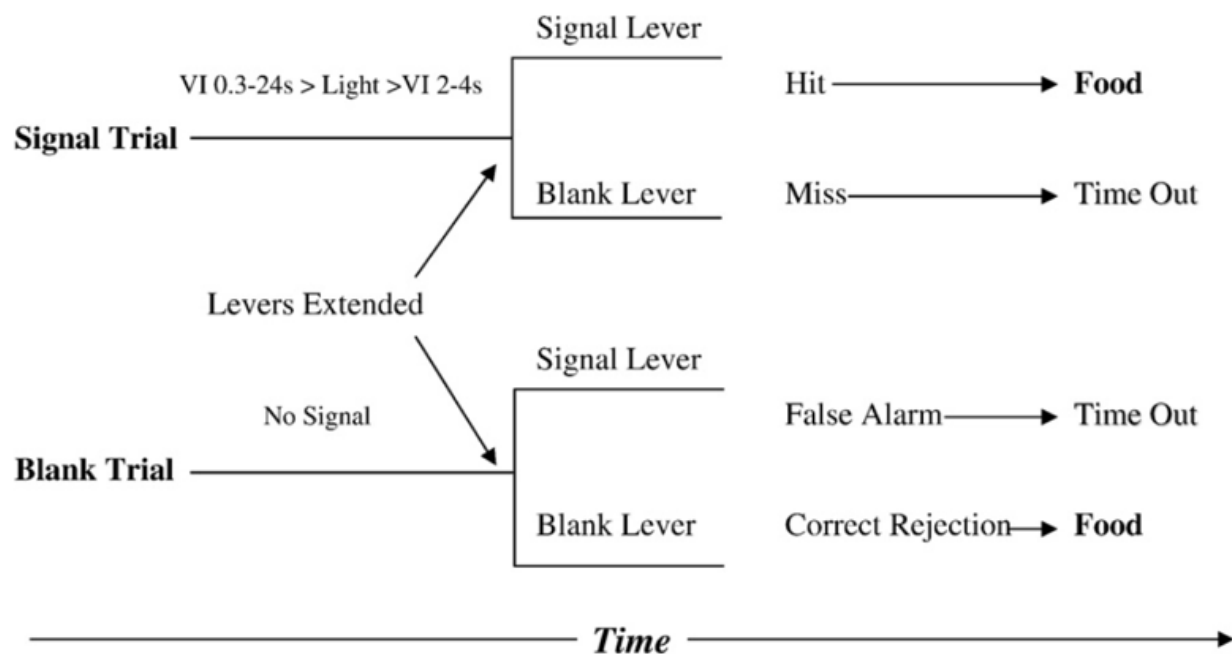 Signal Lever
VI 0.3-24s > Light >VI 2-4s
Hit
Food
Signal Trial
Blank Lever
Miss
Time Out
Levers Extended
Signal Lever
No Signal
False Alarm
Time Out
Blank Trial
Blank Lever
Correct Rejection
Food
Time